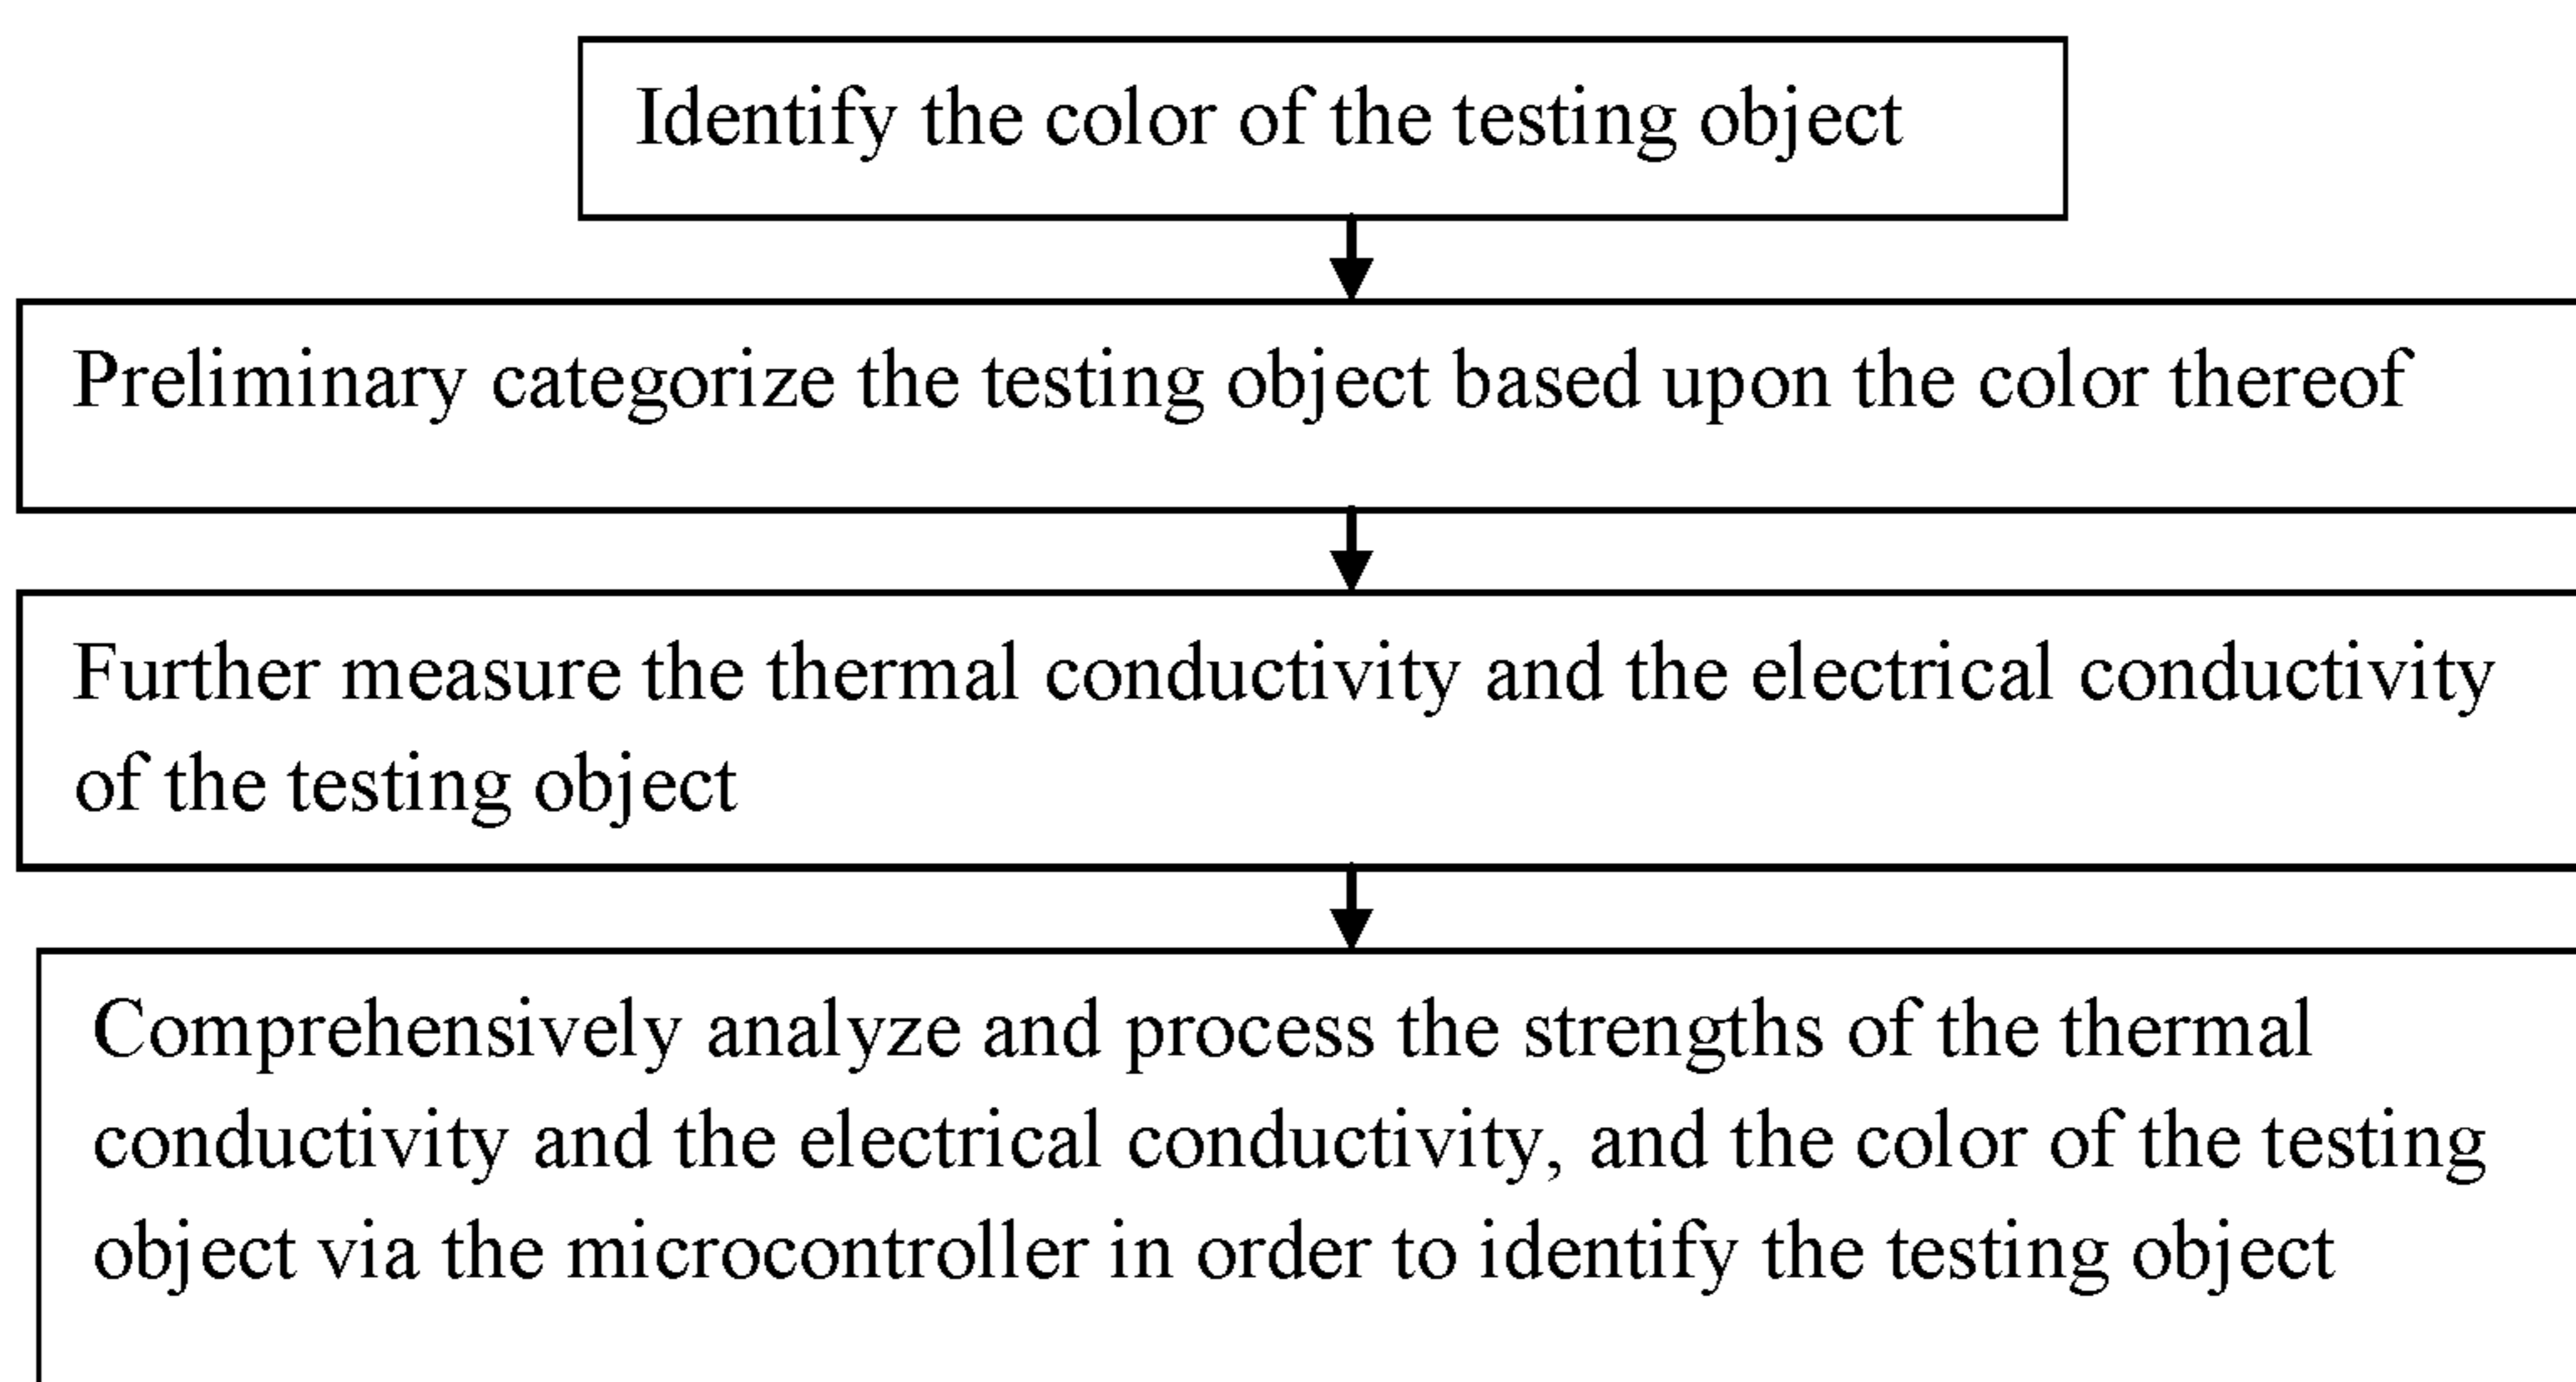 Identify the color of the testing object
Preliminary categorize the testing object based upon the color thereof
Further measure the thermal conductivity and the electrical conductivity
of the testing object
Comprehensively analyze and process the strengths of the thermal
conductivity and the electrical conductivity, and the color of the testing
object via the microcontroller in order to identify the testing object